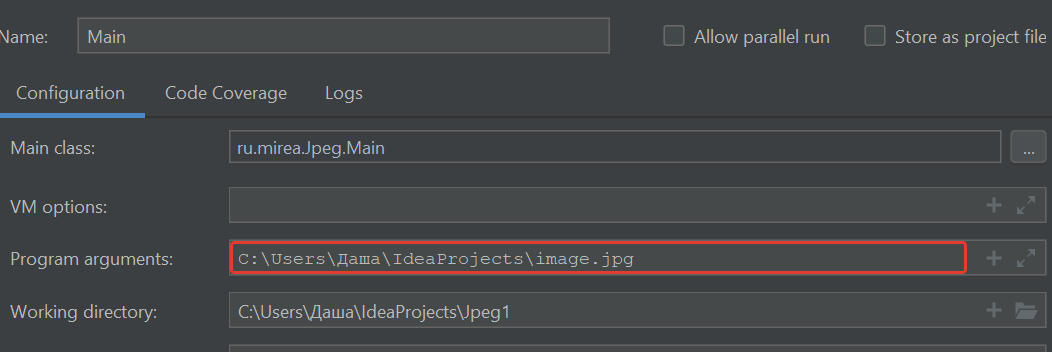 Name: Main Allow parallel run Store as project file
Configuration Code Coverage Logs
Main class: ru.mirea.Jpeg.Main ...
VM options:
Program arguments: C:\Users\Даша\IdeaProjects\image.jpg
Working directory: C:\Users\Даша\IdeaProjects\Jpeg1